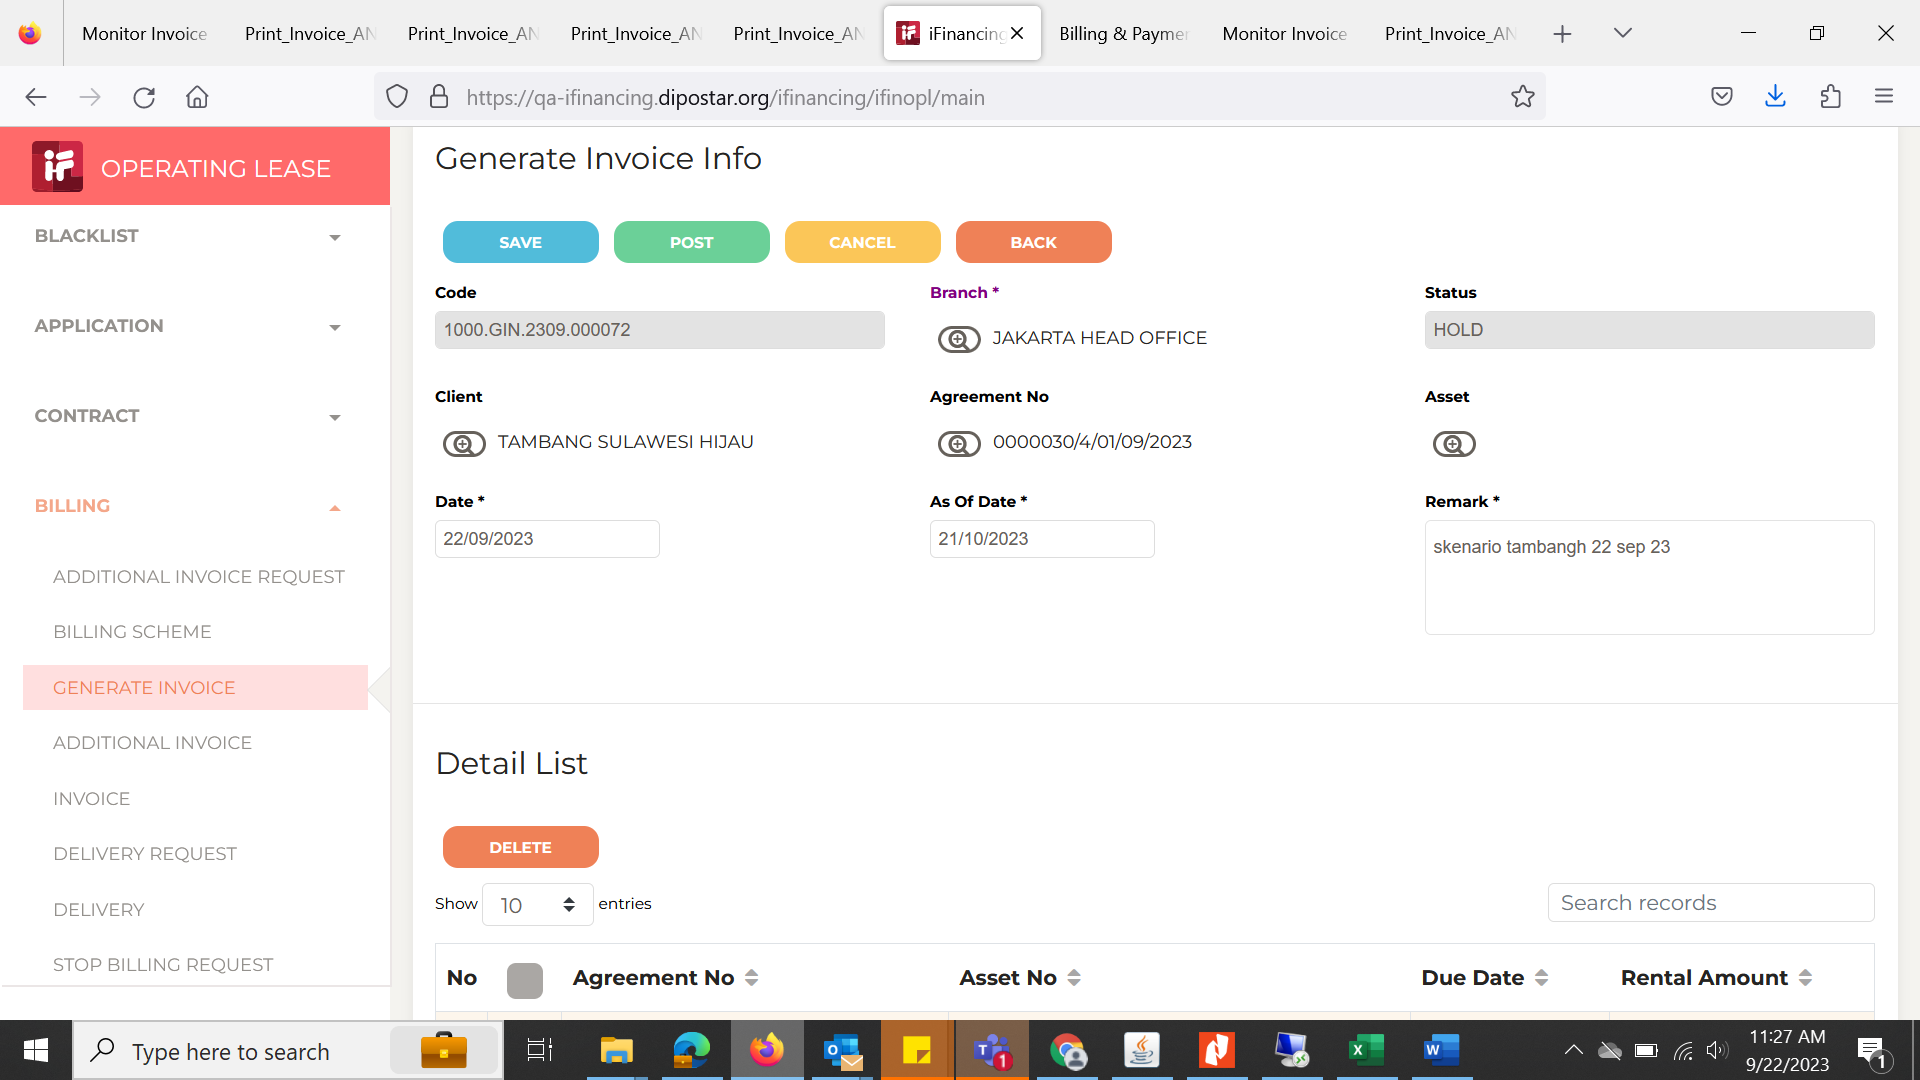 Monitor Invoice
Print_Invoice_AN
Print_Invoice_AN
Print_Invoice_AN
Print_Invoice_AN
iFinancing
Billing & Paymen
Monitor Invoice
Print_Invoice_AN
https://qa-ifinancing.dipostar.org/ifinancing/ifinopl/main
iF OPERATING LEASE
BLACKLIST
APPLICATION
CONTRACT
BILLING
ADDITIONAL INVOICE REQUEST
BILLING SCHEME
GENERATE INVOICE
ADDITIONAL INVOICE
INVOICE
DELIVERY REQUEST
DELIVERY
STOP BILLING REQUEST
Generate Invoice Info
SAVE POST CANCEL BACK
Code Branch * Status
1000.GIN.2309.000072 JAKARTA HEAD OFFICE HOLD
Client Agreement No Asset
TAMBANG SULAWESI HIJAU 0000030/4/01/09/2023
Date * As Of Date * Remark *
22/09/2023 21/10/2023 skenario tambangh 22 sep 23
Detail List
DELETE
Show 10 entries Search records
No Agreement No Asset No Due Date Rental Amount
Type here to search
11:27 AM
9/22/2023
1
1